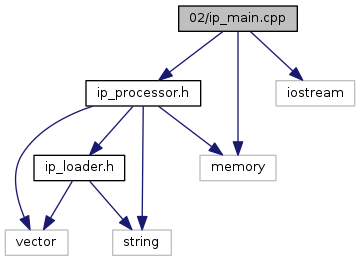 02/ip_main.cpp
ip_processor.h
iostream
ip_loader.h
memory
vector
string